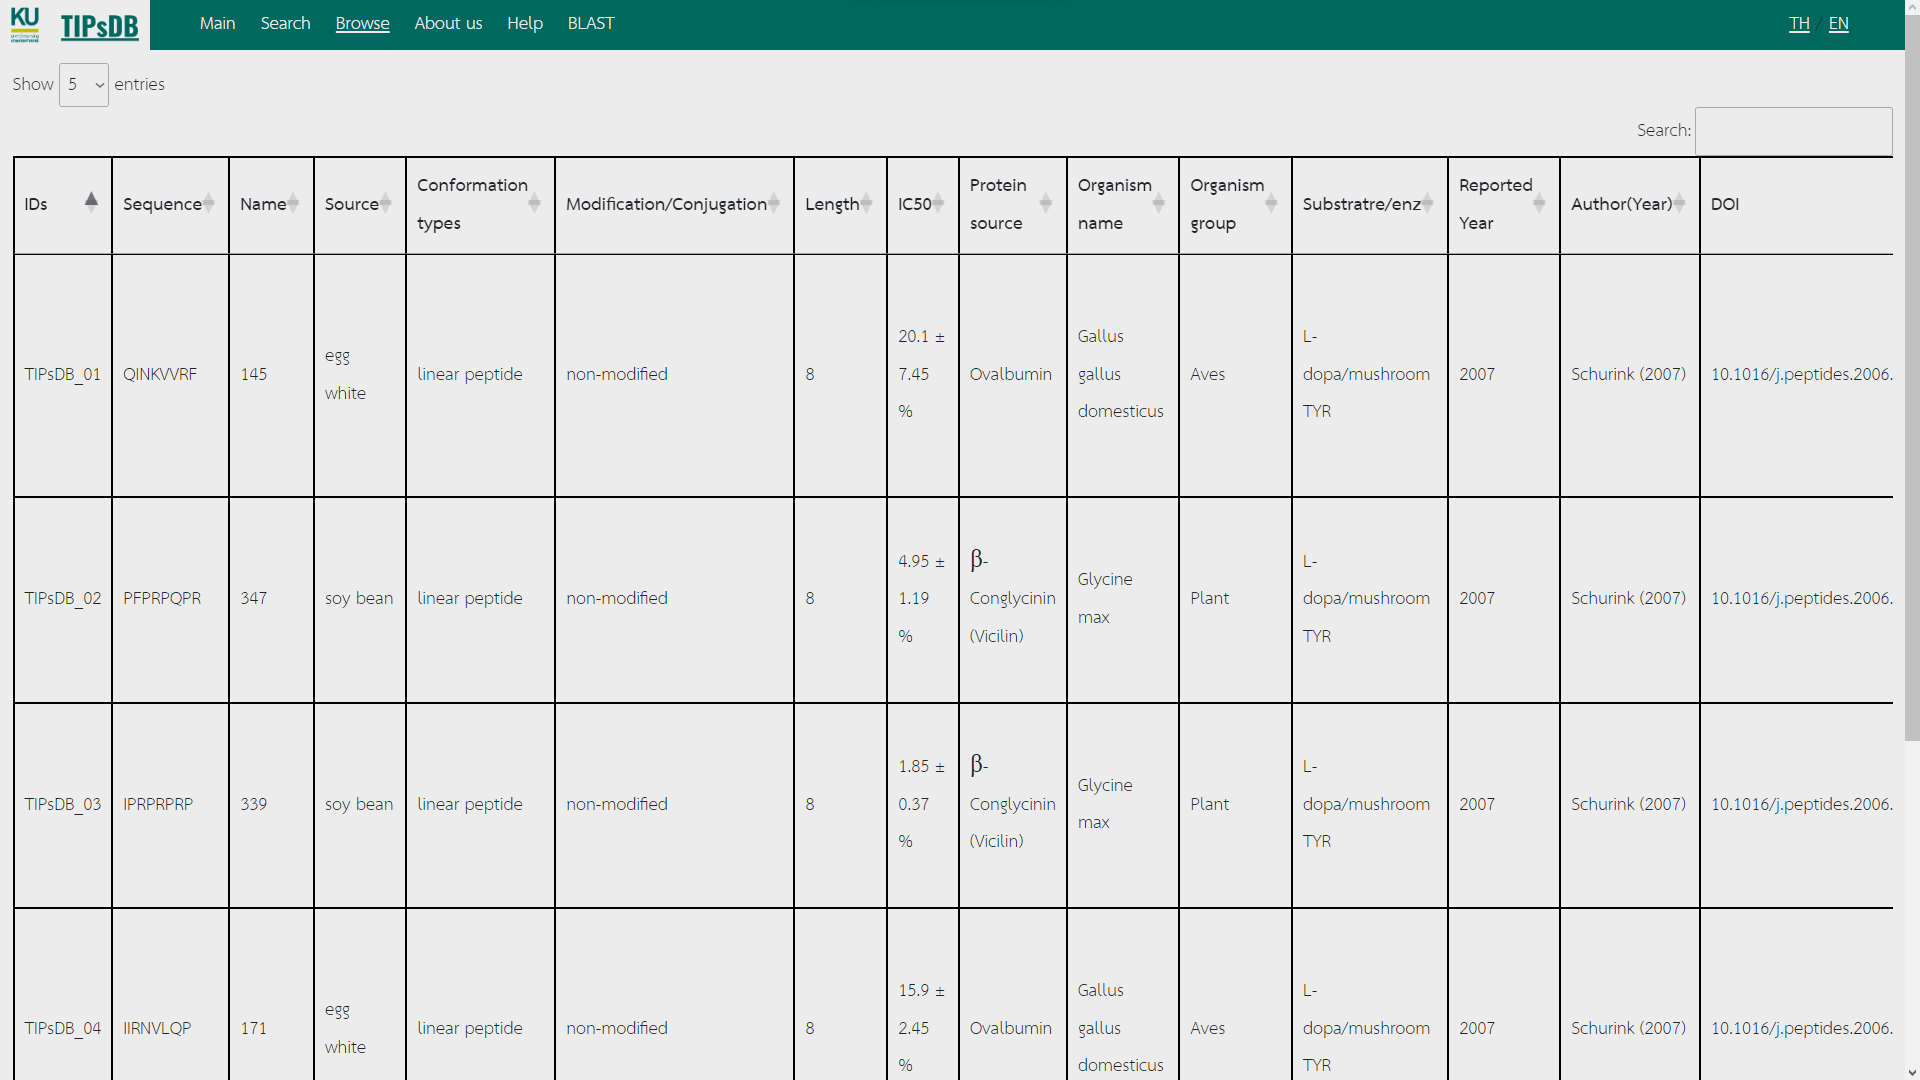 KU
TIPsDB
Main Search Browse About us Help BLAST
TH / EN
Show 5 entries
Search:
IDs Sequence Name Source Conformation types Modification/Conjugation Length IC50 Protein source Organism name Organism group Substratre/enz Reported Year Author(Year) DOI
TIPsDB_01 QINKVVRF 145 egg white linear peptide non-modified 8 20.1 ± 7.45 % Ovalbumin Gallus gallus domesticus Aves L-dopa/mushroom TYR 2007 Schurink (2007) 10.1016/j.peptides.2006.
TIPsDB_02 PFPRPQPR 347 soy bean linear peptide non-modified 8 4.95 ± 1.19 % β-Conglycinin (Vicilin) Glycine max Plant L-dopa/mushroom TYR 2007 Schurink (2007) 10.1016/j.peptides.2006.
TIPsDB_03 IPRPRPRP 339 soy bean linear peptide non-modified 8 1.85 ± 0.37 % β-Conglycinin (Vicilin) Glycine max Plant L-dopa/mushroom TYR 2007 Schurink (2007) 10.1016/j.peptides.2006.
TIPsDB_04 IIRNVLQP 171 egg white linear peptide non-modified 8 15.9 ± 2.45 % Ovalbumin Gallus gallus domesticus Aves L-dopa/mushroom TYR 2007 Schurink (2007) 10.1016/j.peptides.2006.